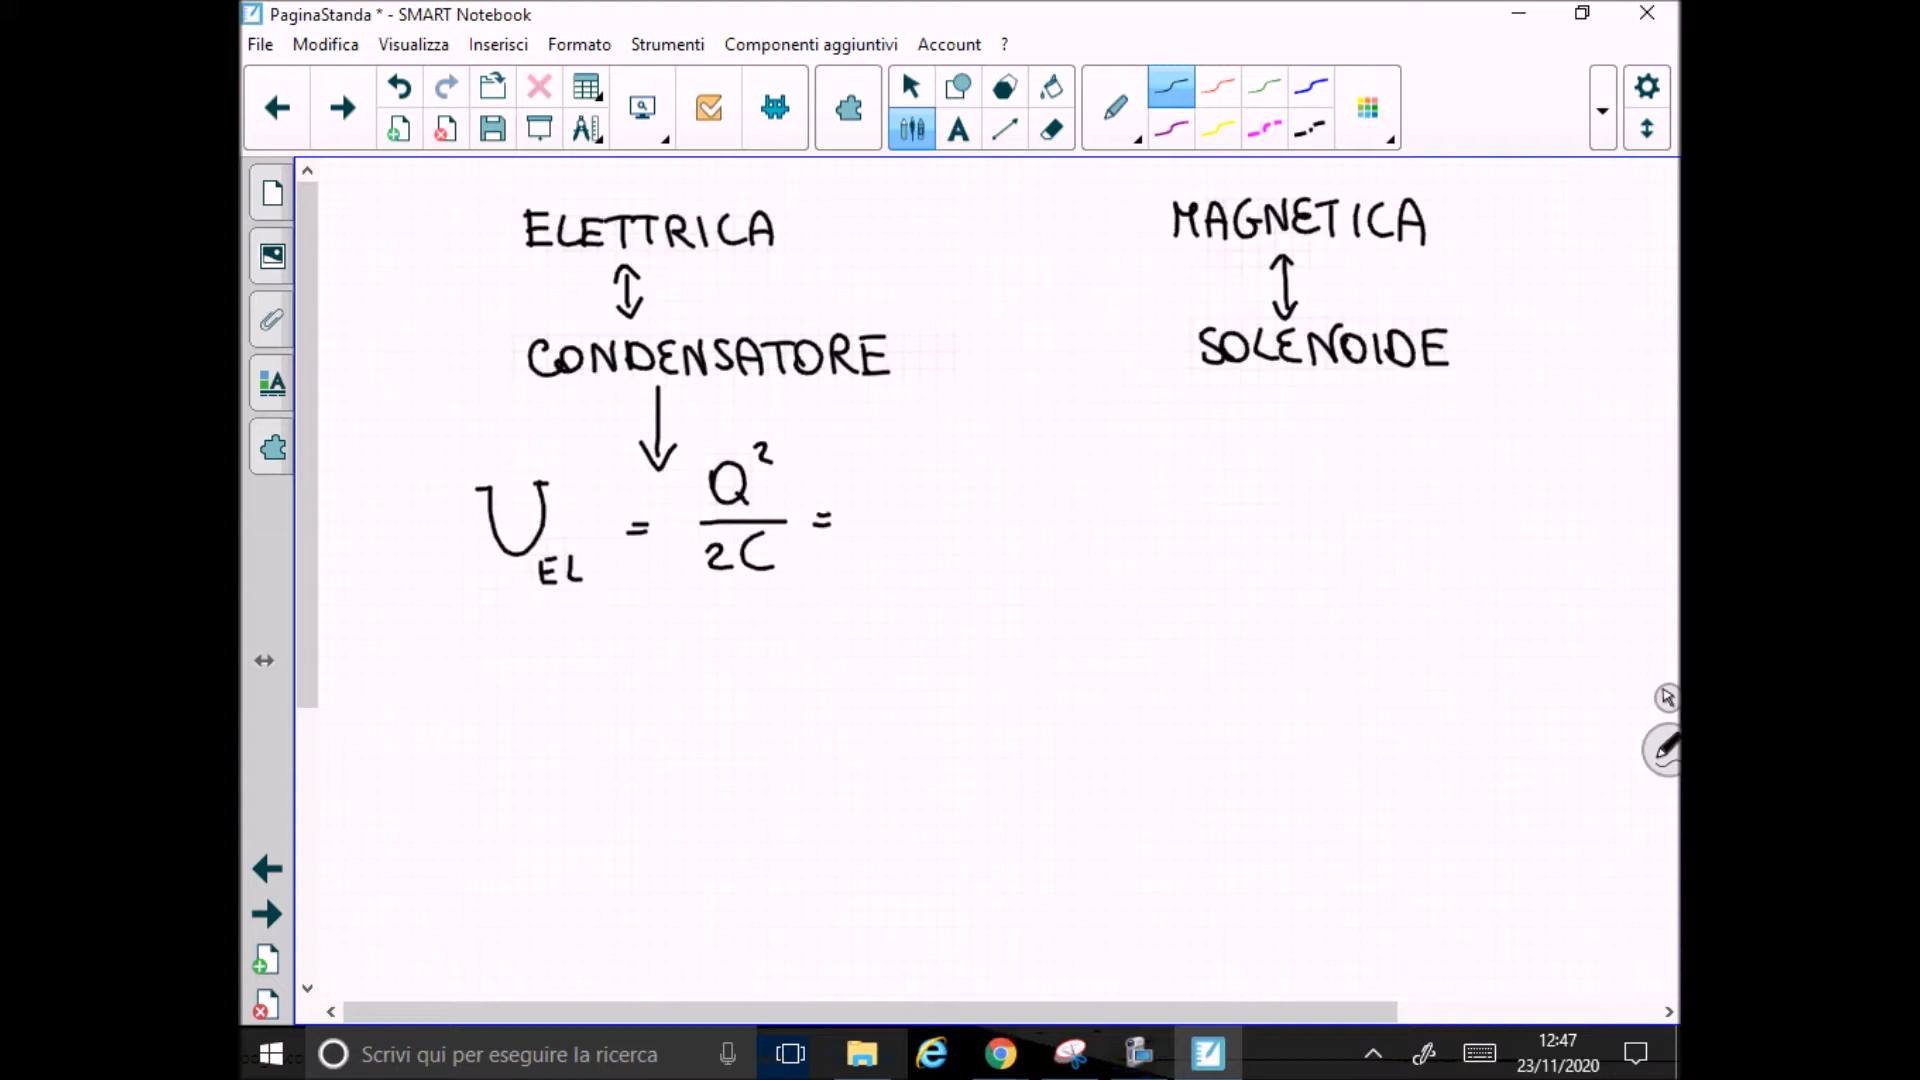 PaginaStanda * - SMART Notebook
File Modifica Visualizza Inserisci Formato Strumenti Componenti aggiuntivi Account ?
ELETTRICA MAGNETICA
CONDENSATORE SOLENOIDE
U_EL = Q²/2C =
Scrivi qui per eseguire la ricerca
12:47
23/11/2020